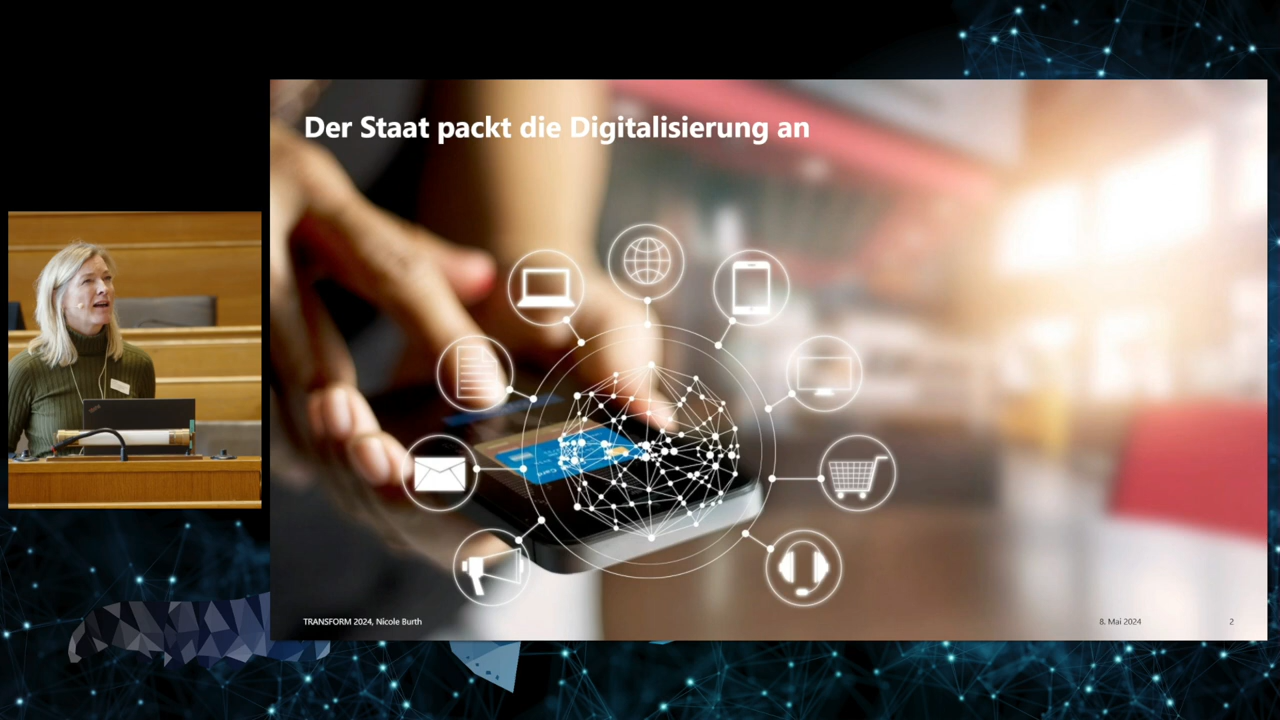 Der Staat packt die Digitalisierung an
TRANSFORM 2024, Nicole Burth
8. Mai 2024
2